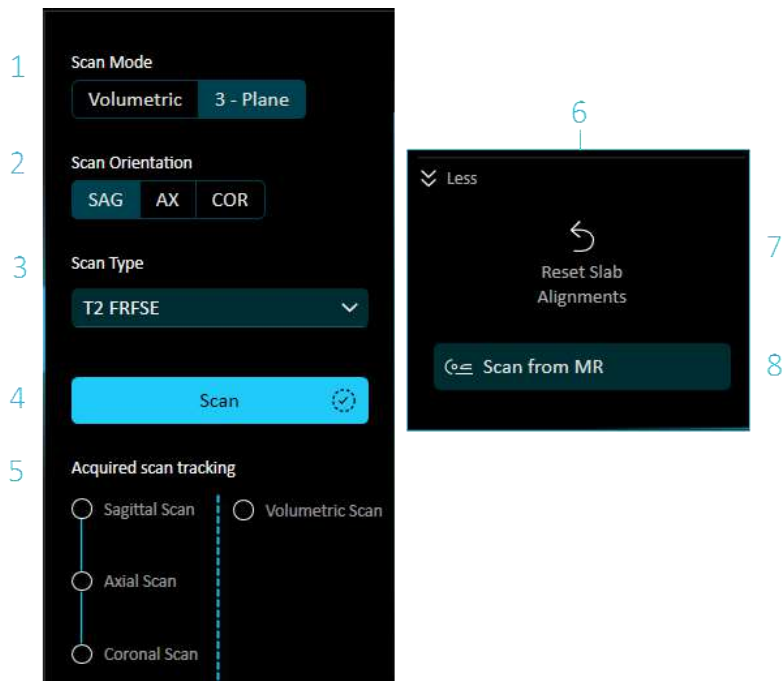 1
Scan Mode
Volumetric 3 - Plane
2
Scan Orientation
SAG AX COR
3
Scan Type
T2 FRFSE
4
Scan
5
Acquired scan tracking
Sagittal Scan Volumetric Scan
Axial Scan
Coronal Scan
6
Less
7
Reset Slab
Alignments
8
Scan from MR